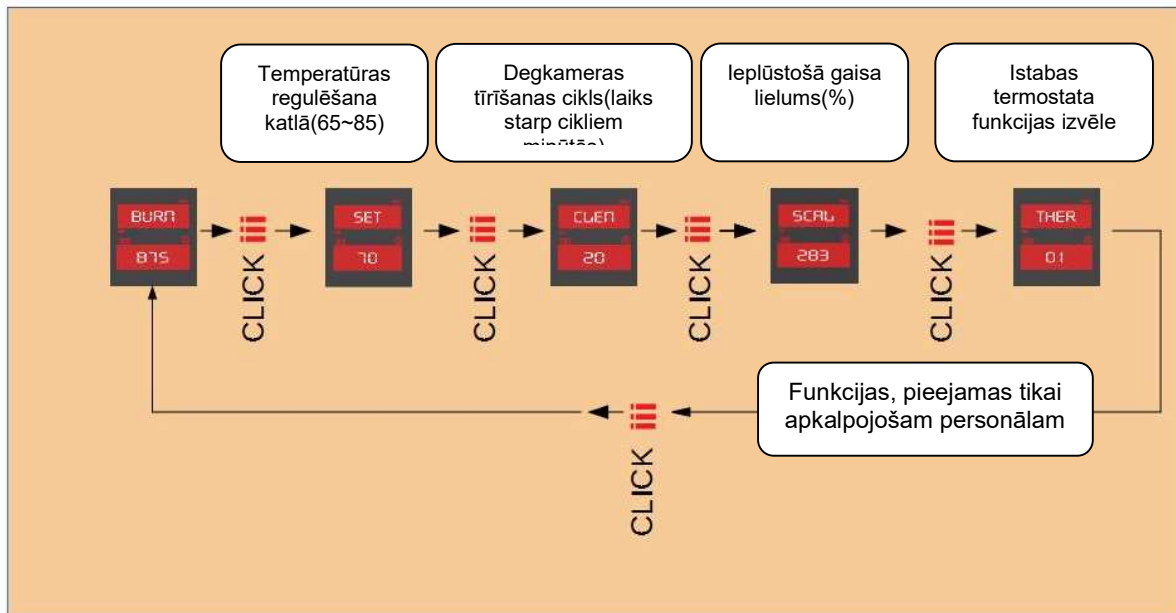 Temperatūras
regulēšana
katlā(65~85)
Degkameras
tīrīšanas cikls(laiks
starp cikliem
minūtēs)
Ieplūstošā gaisa
lielums(%)
Istabas
termostata
funkcijas izvēle
BURN
875
CLICK
SET
70
CLICK
CLEN
20
CLICK
SCAL
283
CLICK
THER
01
Funkcijas, pieejamas tikai
apkalpojošam personālam
CLICK